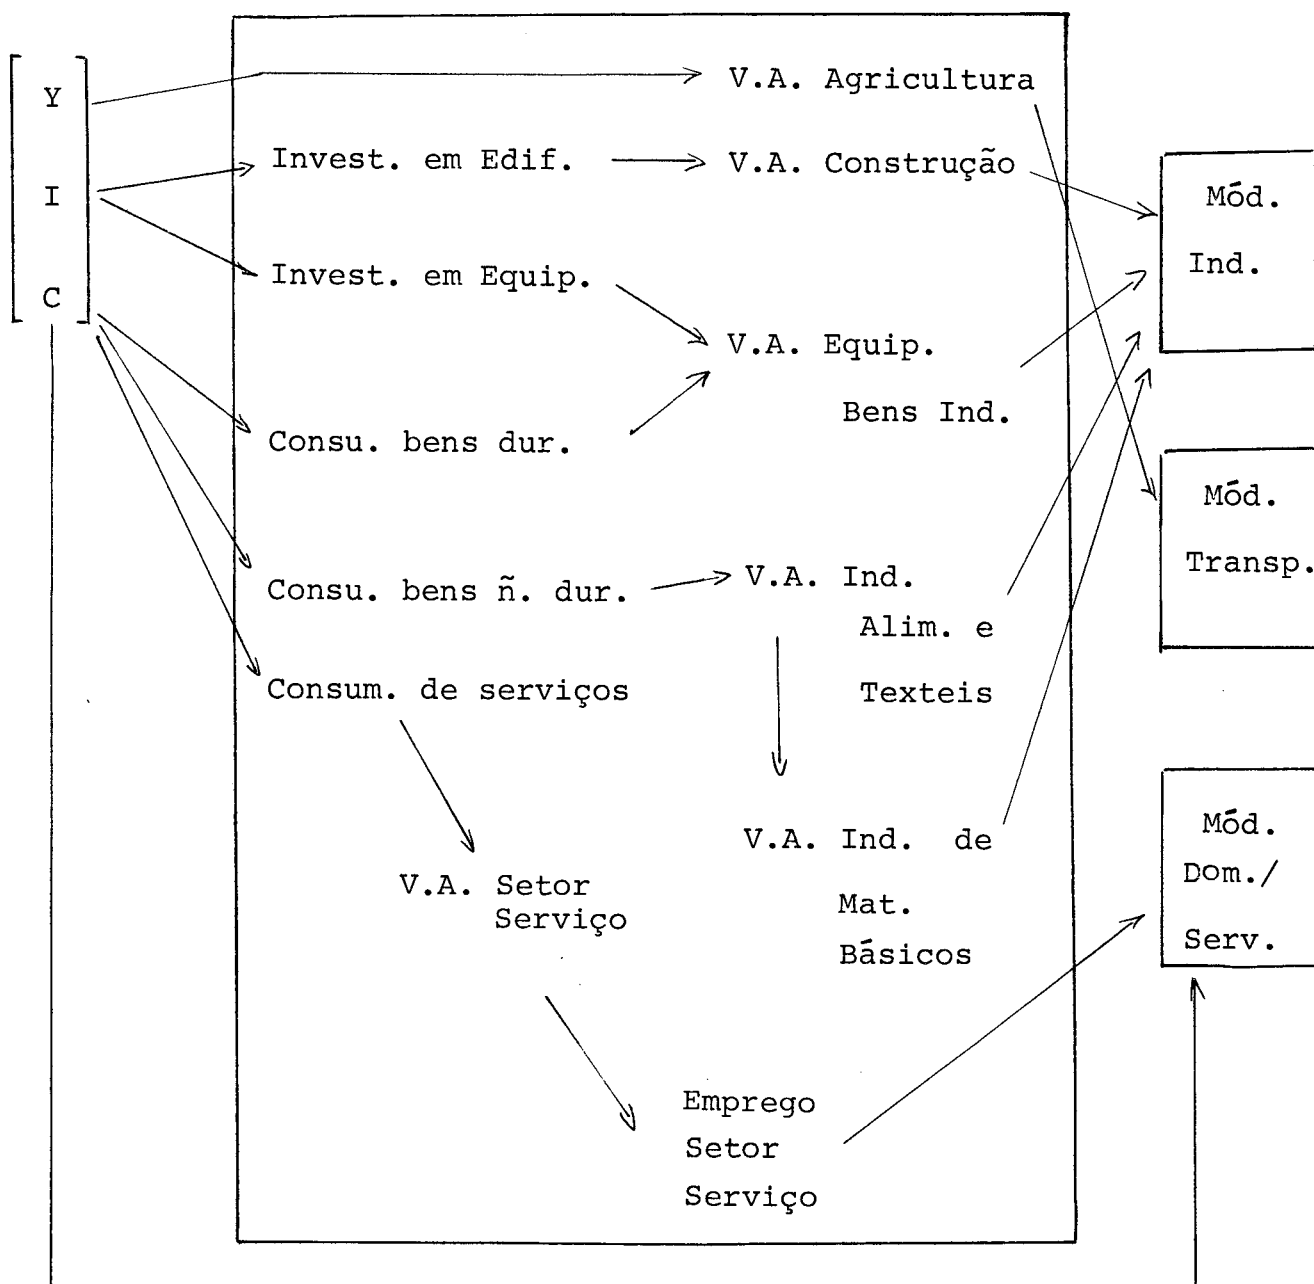 Y
I
C
V.A. Agricultura
Invest. em Edif.
V.A. Construção
Invest. em Equip.
V.A. Equip.
Bens Ind.
Consu. bens dur.
Consu. bens ñ. dur.
V.A. Ind.
Alim. e
Texteis
Consum. de serviços
V.A. Ind. de
Mat.
Básicos
V.A. Setor
Serviço
Emprego
Setor
Serviço
Mód.
Ind.
Mód.
Transp.
Mód.
Dom./
Serv.